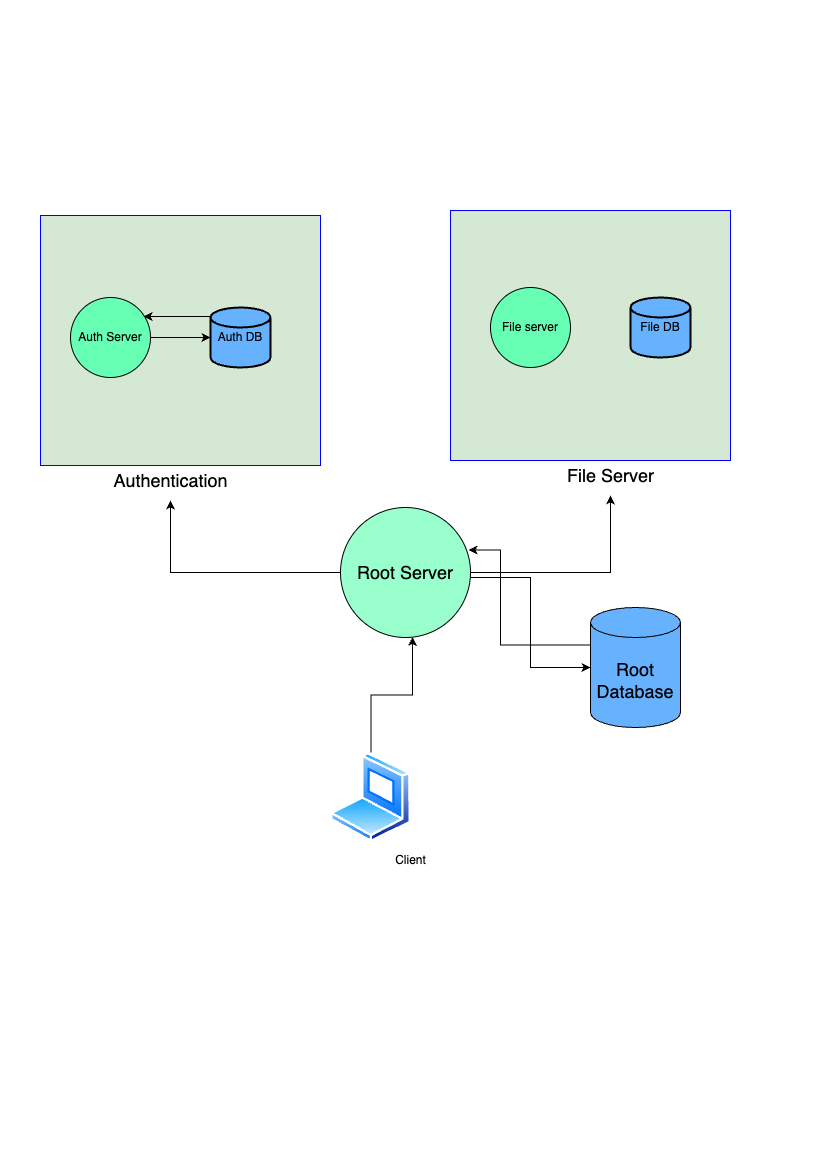 Auth Server
Auth DB
File server
File DB
Authentication
File Server
Root Server
Root
Database
Client